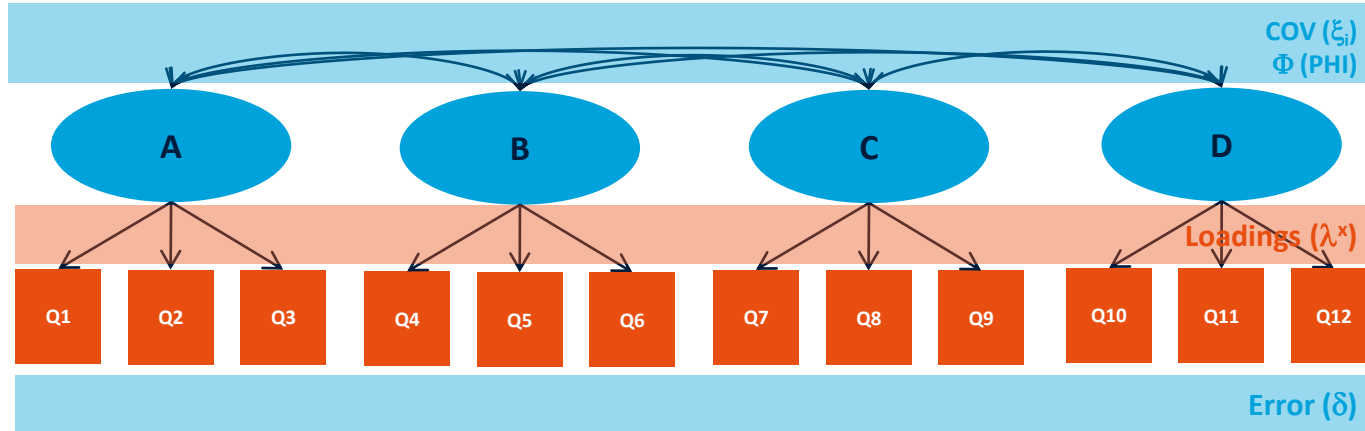 COV (ξi)
Φ (PHI)
A B C D
Loadings (λx)
Q1 Q2 Q3 Q4 Q5 Q6 Q7 Q8 Q9 Q10 Q11 Q12
Error (δ)